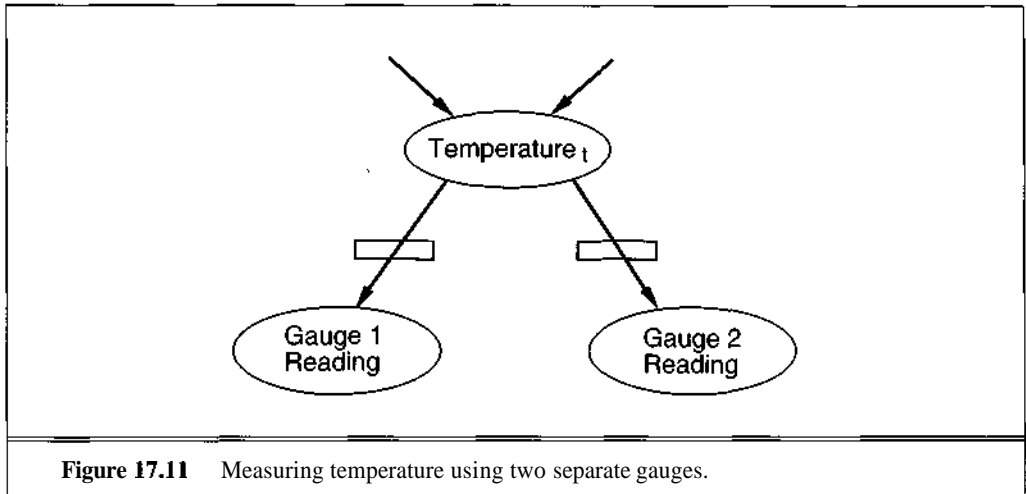 Temperature t
Gauge 1
Reading
Gauge 2
Reading
Figure 17.11 Measuring temperature using two separate gauges.